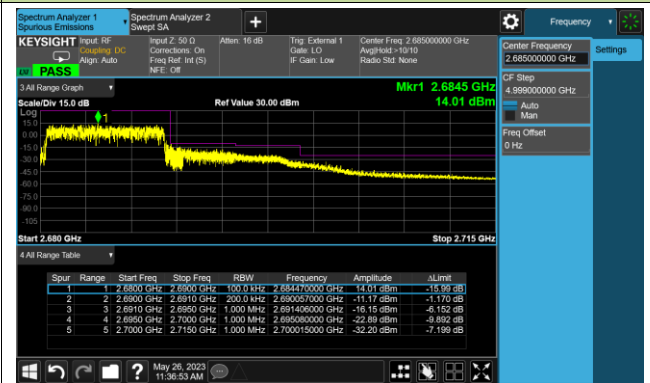 Spectrum Analyzer 1
Spurious Emissions
Spectrum Analyzer 2
Swept SA
+
Frequency
KEYSIGHT
Input: RF
Coupling: DC
Align: Auto
Input Z: 50 Ω
Corrections: On
Freq Ref: Int (S)
NFE: Off
Atten: 16 dB
Trig: External 1
Gate: LO
IF Gain: Low
Center Freq: 2.685000000 GHz
Avg|Hold:>10/10
Radio Std: None
PASS
Center Frequency
2.685000000 GHz
Settings
CF Step
4.999000000 GHz
Auto
Man
Freq Offset
0 Hz
3 All Range Graph
Mkr1 2.6845 GHz
14.01 dBm
Scale/Div 15.0 dB
Ref Value 30.00 dBm
Log
1
15.0
0.00
-15.0
-30.0
-45.0
-60.0
-75.0
-90.0
-105
Start 2.680 GHz
Stop 2.715 GHz
4 All Range Table
Spur Range Start Freq Stop Freq RBW Frequency Amplitude ΔLimit
1 1 2.6800 GHz 2.6900 GHz 100.0 kHz 2.684470000 GHz 14.01 dBm -15.99 dB
2 2 2.6900 GHz 2.6910 GHz 200.0 kHz 2.690057000 GHz -11.17 dBm -1.170 dB
3 3 2.6910 GHz 2.6950 GHz 1.000 MHz 2.691406000 GHz -16.15 dBm -6.152 dB
4 4 2.6950 GHz 2.7000 GHz 1.000 MHz 2.695080000 GHz -22.89 dBm -9.892 dB
5 5 2.7000 GHz 2.7150 GHz 1.000 MHz 2.700015000 GHz -32.20 dBm -7.199 dB
?
May 26, 2023
11:36:53 AM